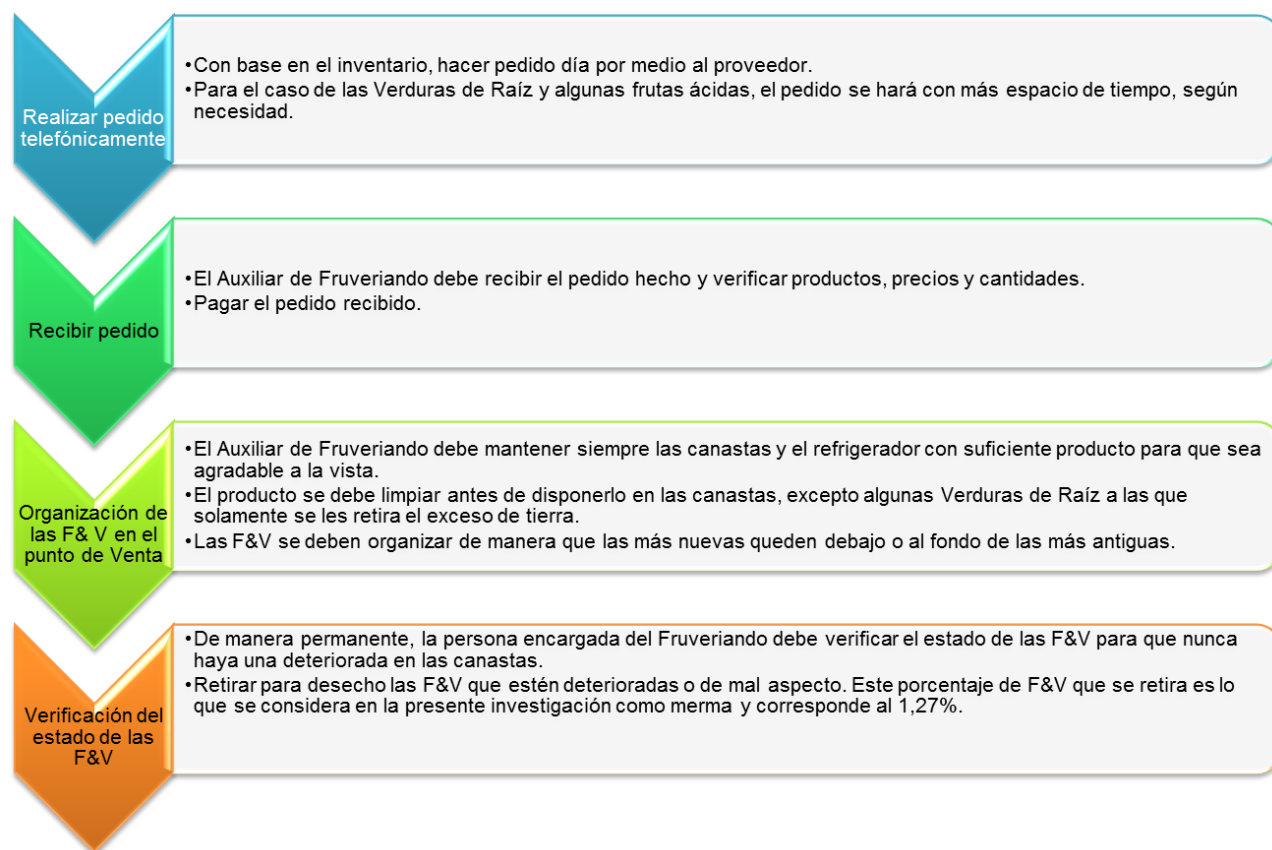 Realizar pedido
telefónicamente
•Con base en el inventario, hacer pedido día por medio al proveedor.
•Para el caso de las Verduras de Raíz y algunas frutas ácidas, el pedido se hará con más espacio de tiempo, según
necesidad.
Recibir pedido
•El Auxiliar de Fruveriando debe recibir el pedido hecho y verificar productos, precios y cantidades.
•Pagar el pedido recibido.
Organización de
las F& V en el
punto de Venta
•El Auxiliar de Fruveriando debe mantener siempre las canastas y el refrigerador con suficiente producto para que sea
agradable a la vista.
•El producto se debe limpiar antes de disponerlo en las canastas, excepto algunas Verduras de Raíz a las que
solamente se les retira el exceso de tierra.
•Las F&V se deben organizar de manera que las más nuevas queden debajo o al fondo de las más antiguas.
Verificación del
estado de las
F&V
•De manera permanente, la persona encargada del Fruveriando debe verificar el estado de las F&V para que nunca
haya una deteriorada en las canastas.
•Retirar para desecho las F&V que estén deterioradas o de mal aspecto. Este porcentaje de F&V que se retira es lo
que se considera en la presente investigación como merma y corresponde al 1,27%.